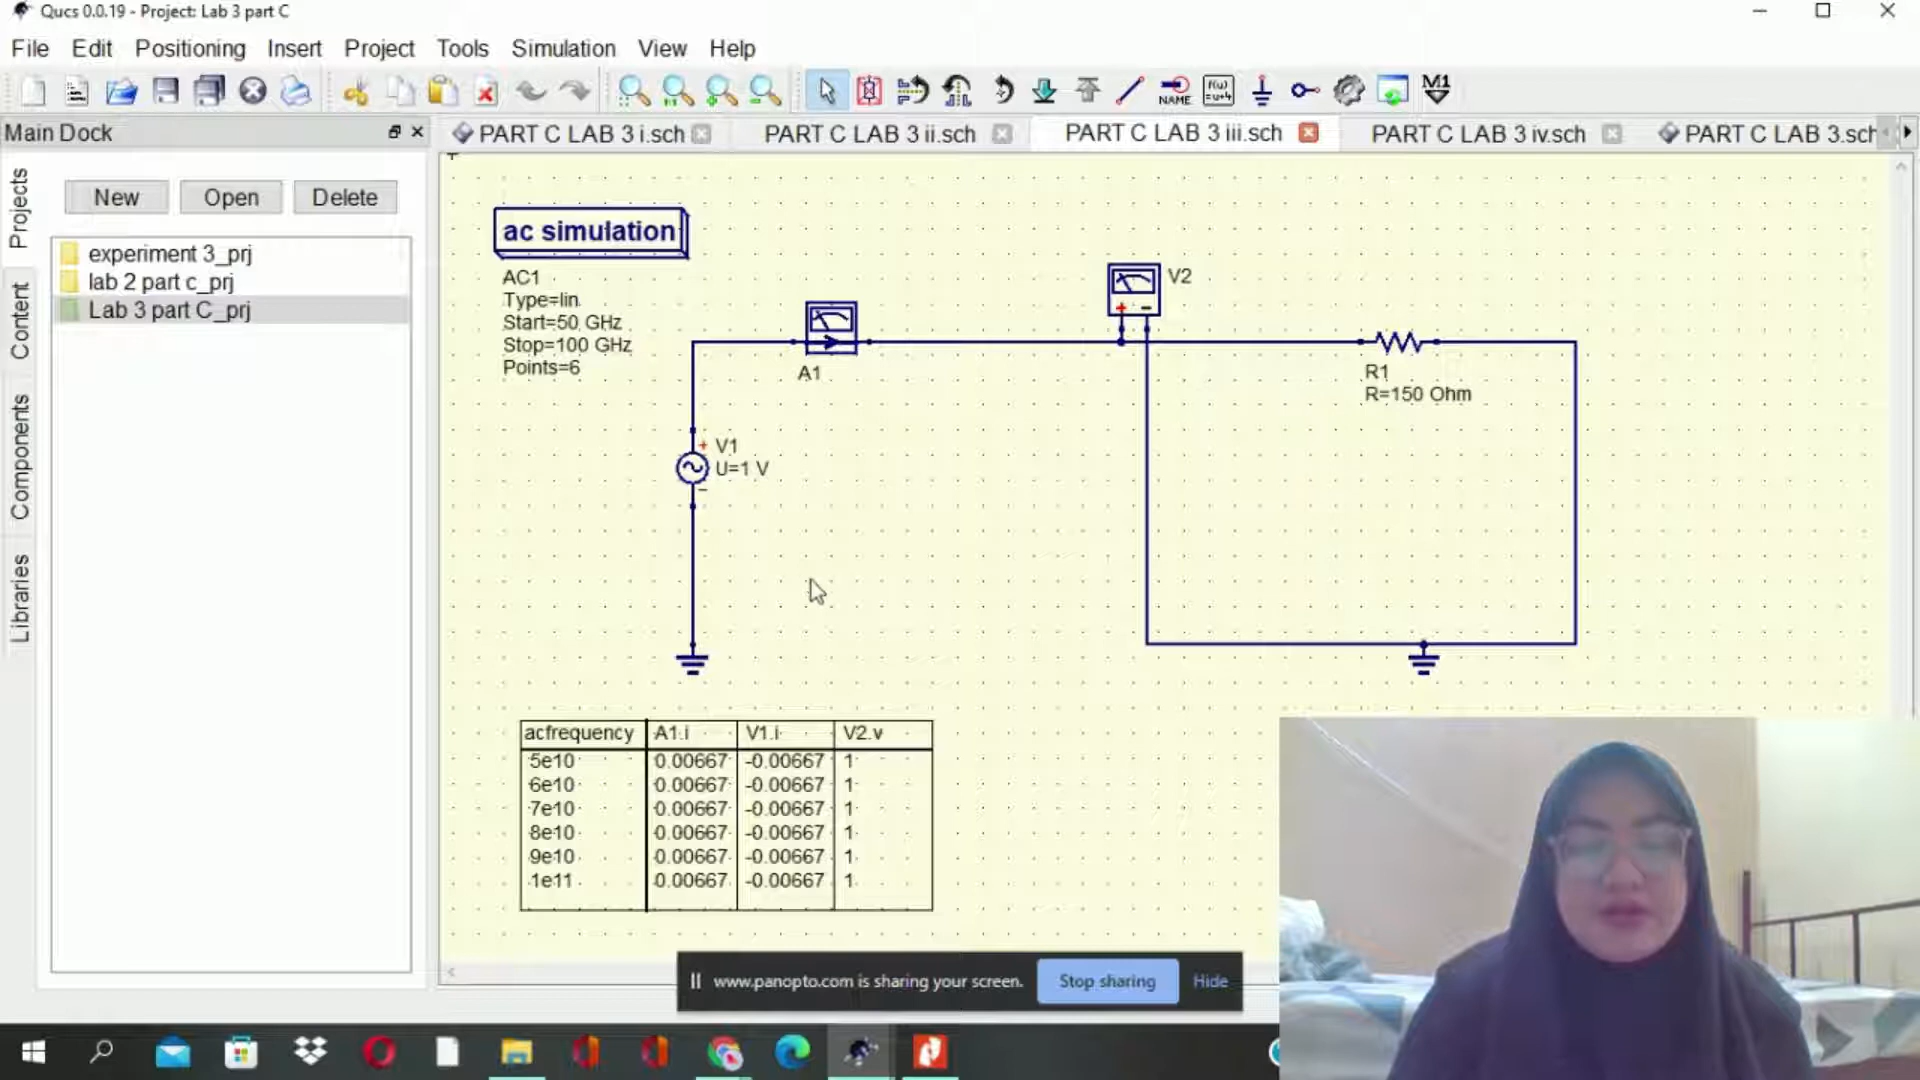 Qucs 0.0.19 - Project: Lab 3 part C
File Edit Positioning Insert Project Tools Simulation View Help
NAME
M1
Main Dock
PART C LAB 3 i.sch
PART C LAB 3 ii.sch
PART C LAB 3 iii.sch
PART C LAB 3 iv.sch
PART C LAB 3.sch
Projects
Content
Components
Libraries
New Open Delete
experiment 3_prj
lab 2 part c_prj
Lab 3 part C_prj
ac simulation
AC1
Type=lin
Start=50 GHz
Stop=100 GHz
Points=6
A1
V2
+ −
R1
R=150 Ohm
+ V1
U=1 V
−
acfrequency A1.i V1.i V2.v
5e10 0.00667 -0.00667 1
6e10 0.00667 -0.00667 1
7e10 0.00667 -0.00667 1
8e10 0.00667 -0.00667 1
9e10 0.00667 -0.00667 1
1e11 0.00667 -0.00667 1
www.panopto.com is sharing your screen. Stop sharing Hide